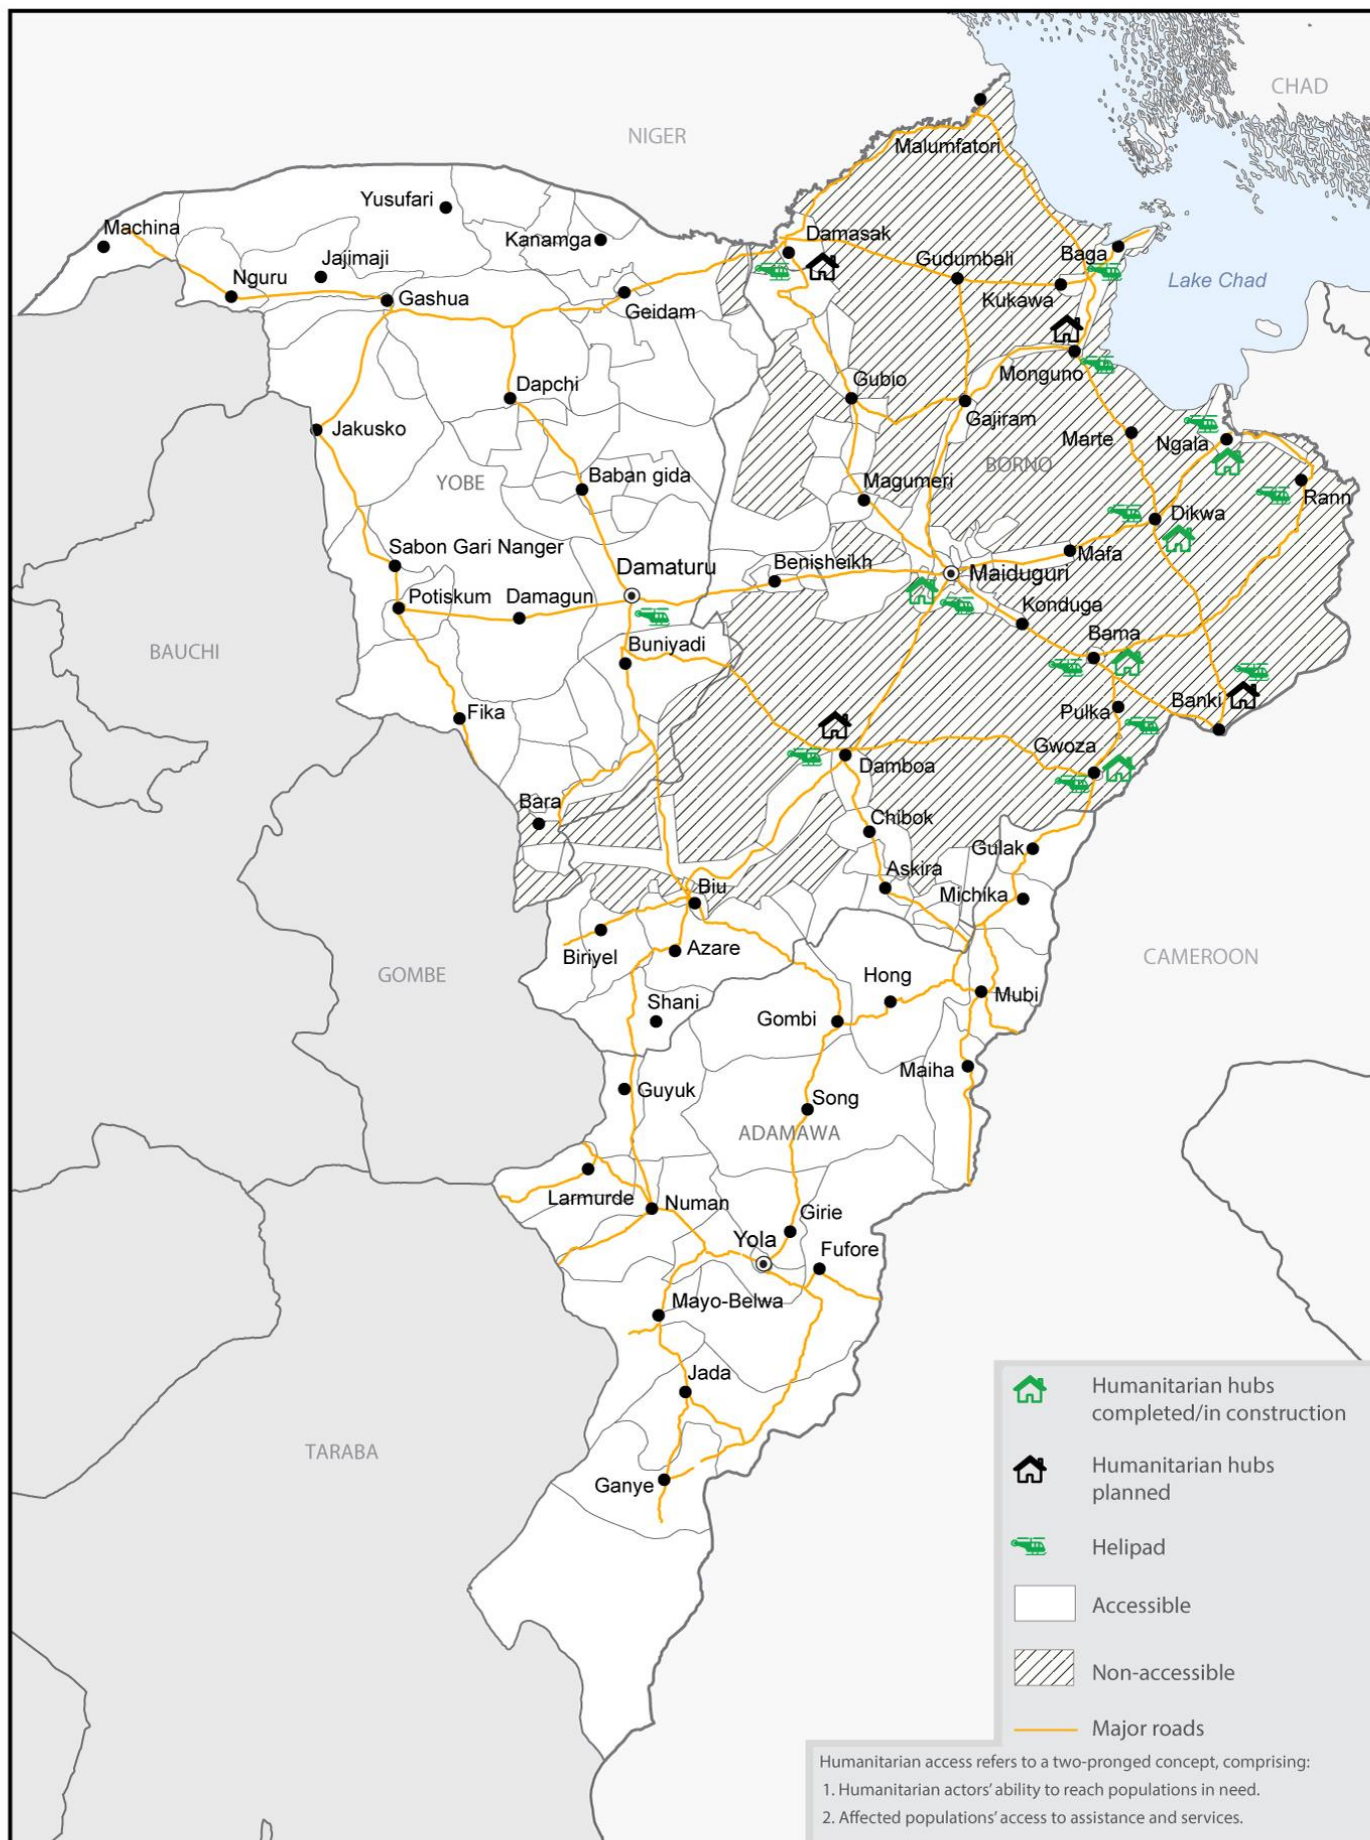 CHAD
NIGER
Malumfatori
Yusufari
Machina
Kanamga
Damasak
Baga
Gudumbali
Jajimaji
Nguru
Lake Chad
Kukawa
Gashua
Geidam
Monguno
Dapchi
Gubio
Gajiram
Jakusko
Marte
Ngala
BORNO
YOBE
Baban gida
Magumeri
Rann
Dikwa
Sabon Gari Nanger
Mafa
Damaturu
Benisheikh
Maiduguri
Potiskum
Damagun
Konduga
Bama
Buniyadi
BAUCHI
Banki
Fika
Pulka
Gwoza
Damboa
Bara
Chibok
Gulak
Askira
Biu
Michika
Biriyel
Azare
CAMEROON
GOMBE
Hong
Mubi
Shani
Gombi
Maiha
Guyuk
Song
ADAMAWA
Larmurde
Numan
Girie
Yola
Fufore
Mayo-Belwa
Jada
TARABA
Ganye
Humanitarian hubs
completed/in construction
Humanitarian hubs
planned
Helipad
Accessible
Non-accessible
Major roads
Humanitarian access refers to a two-pronged concept, comprising:
1. Humanitarian actors' ability to reach populations in need.
2. Affected populations' access to assistance and services.